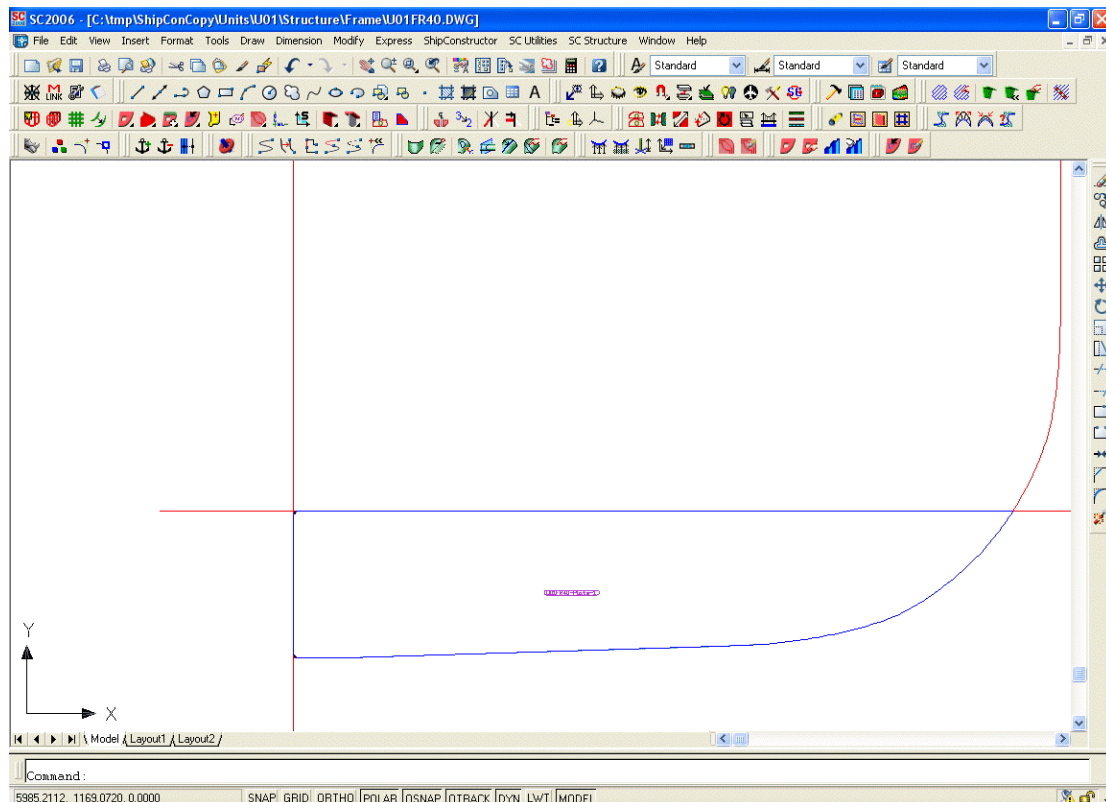 SC2006 - [C:\tmp\ShipConCopy\Units\U01\Structure\Frame\U01FR40.DWG]
File Edit View Insert Format Tools Draw Dimension Modify Express ShipConstructor SC Utilities SC Structure Window Help
Standard Standard Standard
Y
X
Model Layout1 Layout2
Command:
5985.2112, 1169.0720, 0.0000 SNAP GRID ORTHO POLAR OSNAP OTRACK DYN LWT MODEL